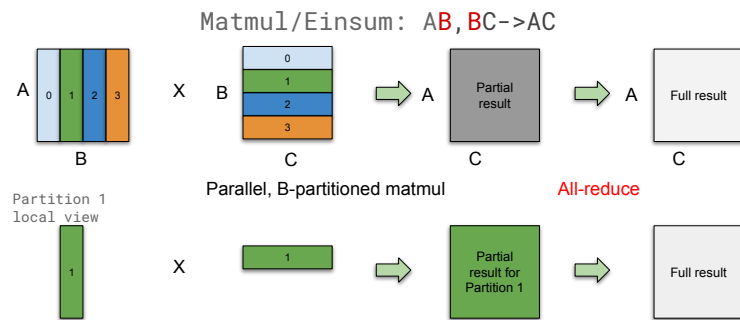 Matmul/Einsum: AB,BC->AC
A
0
1
2
3
B
X
B
0
1
2
3
C
A
Partial
result
C
A
Full result
C
Parallel, B-partitioned matmul
All-reduce
Partition 1
local view
1
X
1
Partial
result for
Partition 1
Full result